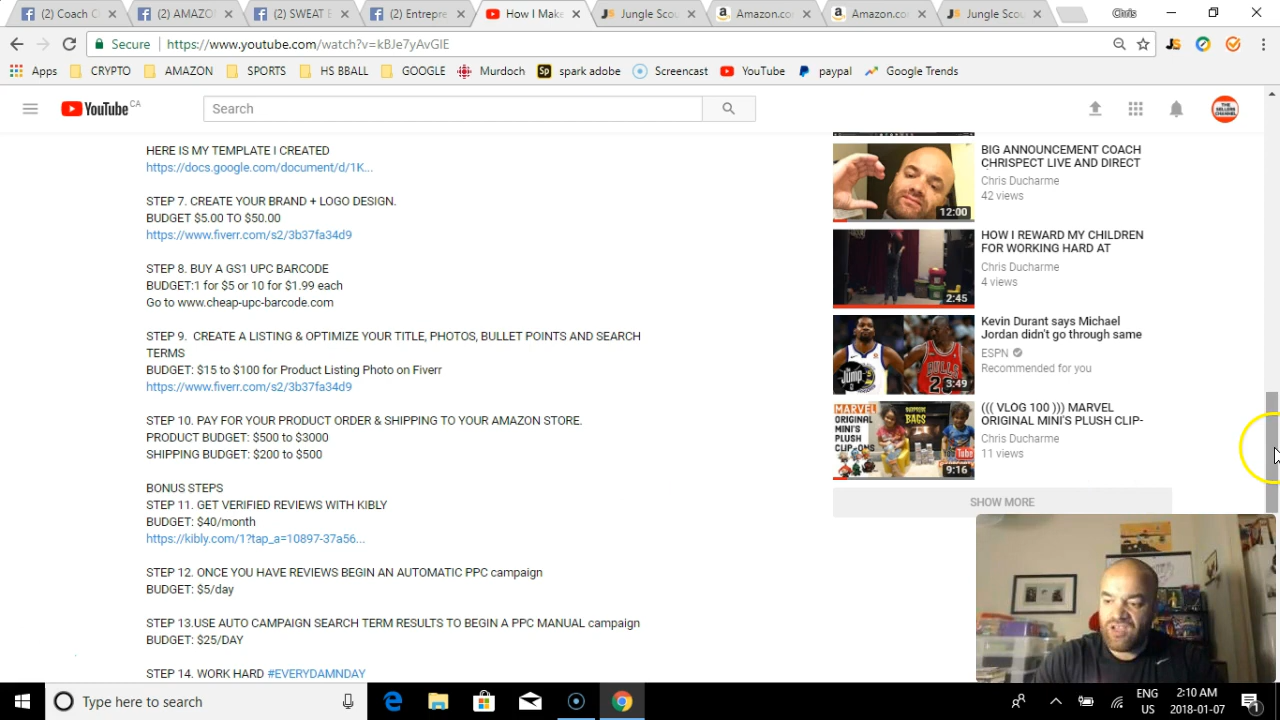 (2) Coach C
(2) AMAZO
(2) SWEAT E
(2) Entrepre
How I Make
Jungle Scou
Amazon.co
Amazon.co
Jungle Scou
Chris
Secure
https://www.youtube.com/watch?v=kBJe7yAvGlE
Apps
CRYPTO
AMAZON
SPORTS
HS BBALL
GOOGLE
Murdoch
spark adobe
Screencast
YouTube
paypal
Google Trends
YouTube CA
Search
HERE IS MY TEMPLATE I CREATED
https://docs.google.com/document/d/1K...
STEP 7. CREATE YOUR BRAND + LOGO DESIGN.
BUDGET $5.00 TO $50.00
https://www.fiverr.com/s2/3b37fa34d9
STEP 8. BUY A GS1 UPC BARCODE
BUDGET:1 for $5 or 10 for $1.99 each
Go to www.cheap-upc-barcode.com
STEP 9. CREATE A LISTING & OPTIMIZE YOUR TITLE, PHOTOS, BULLET POINTS AND SEARCH
TERMS
BUDGET: $15 to $100 for Product Listing Photo on Fiverr
https://www.fiverr.com/s2/3b37fa34d9
STEP 10. PAY FOR YOUR PRODUCT ORDER & SHIPPING TO YOUR AMAZON STORE.
PRODUCT BUDGET: $500 to $3000
SHIPPING BUDGET: $200 to $500
BONUS STEPS
STEP 11. GET VERIFIED REVIEWS WITH KIBLY
BUDGET: $40/month
https://kibly.com/1?tap_a=10897-37a56...
STEP 12. ONCE YOU HAVE REVIEWS BEGIN AN AUTOMATIC PPC campaign
BUDGET: $5/day
STEP 13.USE AUTO CAMPAIGN SEARCH TERM RESULTS TO BEGIN A PPC MANUAL campaign
BUDGET: $25/DAY
STEP 14. WORK HARD #EVERYDAMNDAY
BIG ANNOUNCEMENT COACH
CHRISPECT LIVE AND DIRECT
Chris Ducharme
42 views
12:00
HOW I REWARD MY CHILDREN
FOR WORKING HARD AT
Chris Ducharme
4 views
2:45
Kevin Durant says Michael
Jordan didn't go through same
ESPN
Recommended for you
3:49
((( VLOG 100 ))) MARVEL
ORIGINAL MINI'S PLUSH CLIP-
Chris Ducharme
11 views
MARVEL
ORIGINAL
MINI'S
PLUSH
CLIP-ONS
BAGS
YouTube
9:16
SHOW MORE
Type here to search
ENG
US
2:10 AM
2018-01-07